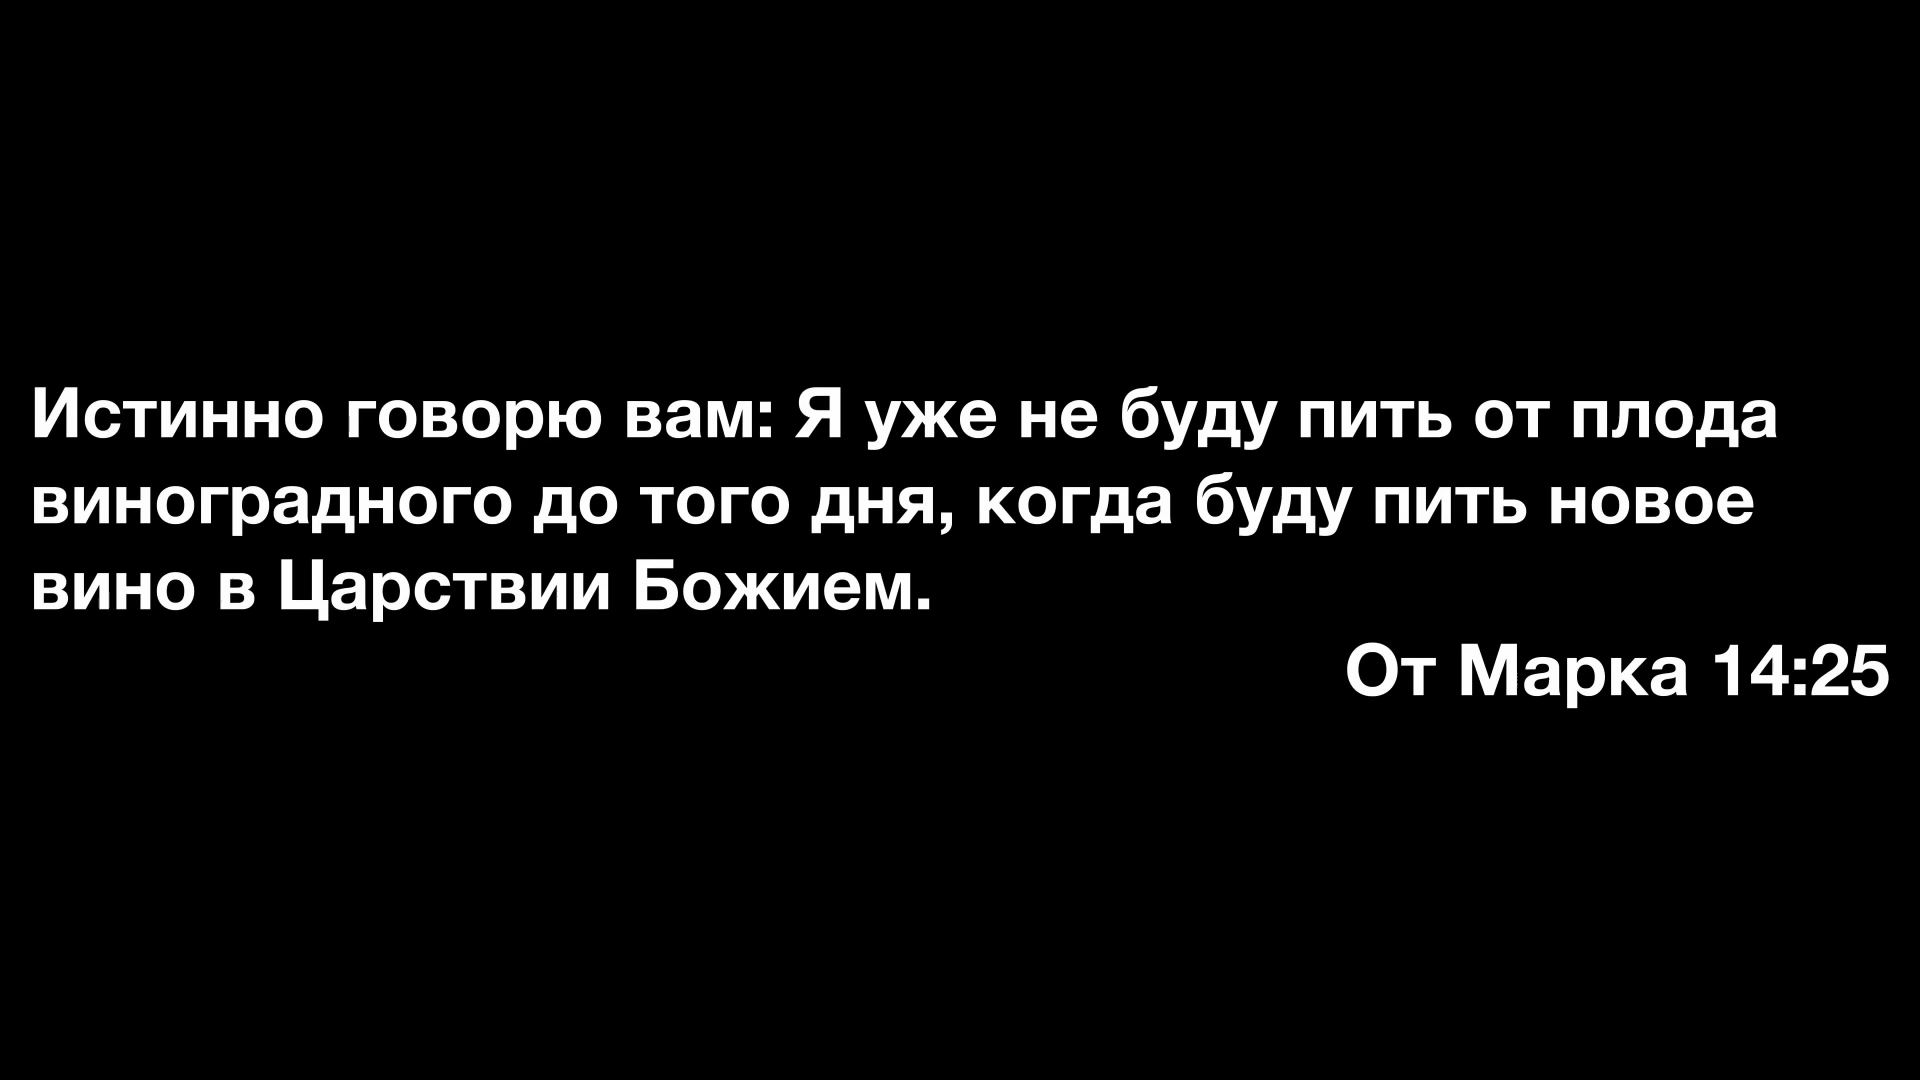 Истинно говорю вам: Я уже не буду пить от плода
виноградного до того дня, когда буду пить новое
вино в Царствии Божием.
От Марка 14:25